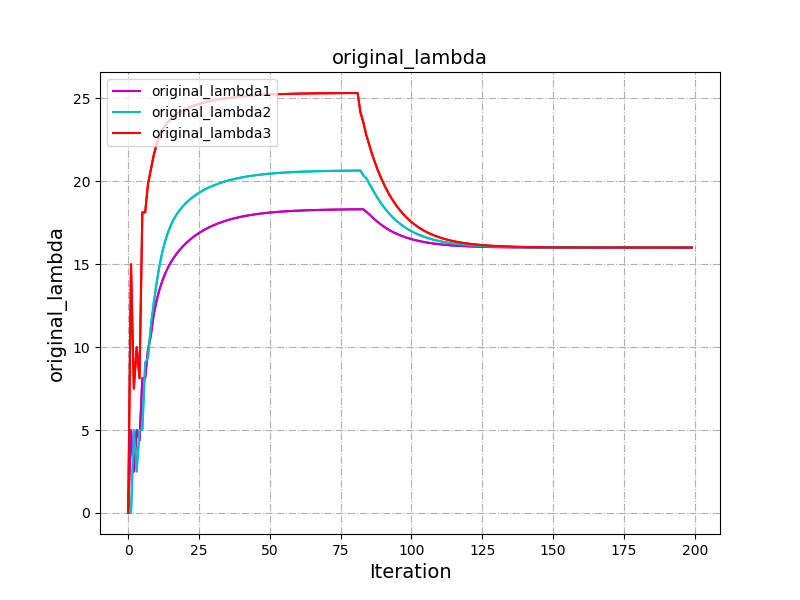 original_lambda
original_lambda1
original_lambda2
original_lambda3
original_lambda
25
20
15
10
5
0
0 25 50 75 100 125 150 175 200
Iteration